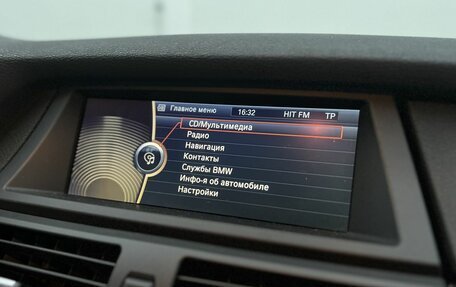 Главное меню 16:32 HIT FM TP
CD/Мультимедиа
Радио
Навигация
Контакты
Службы BMW
Инфо-я об автомобиле
Настройки